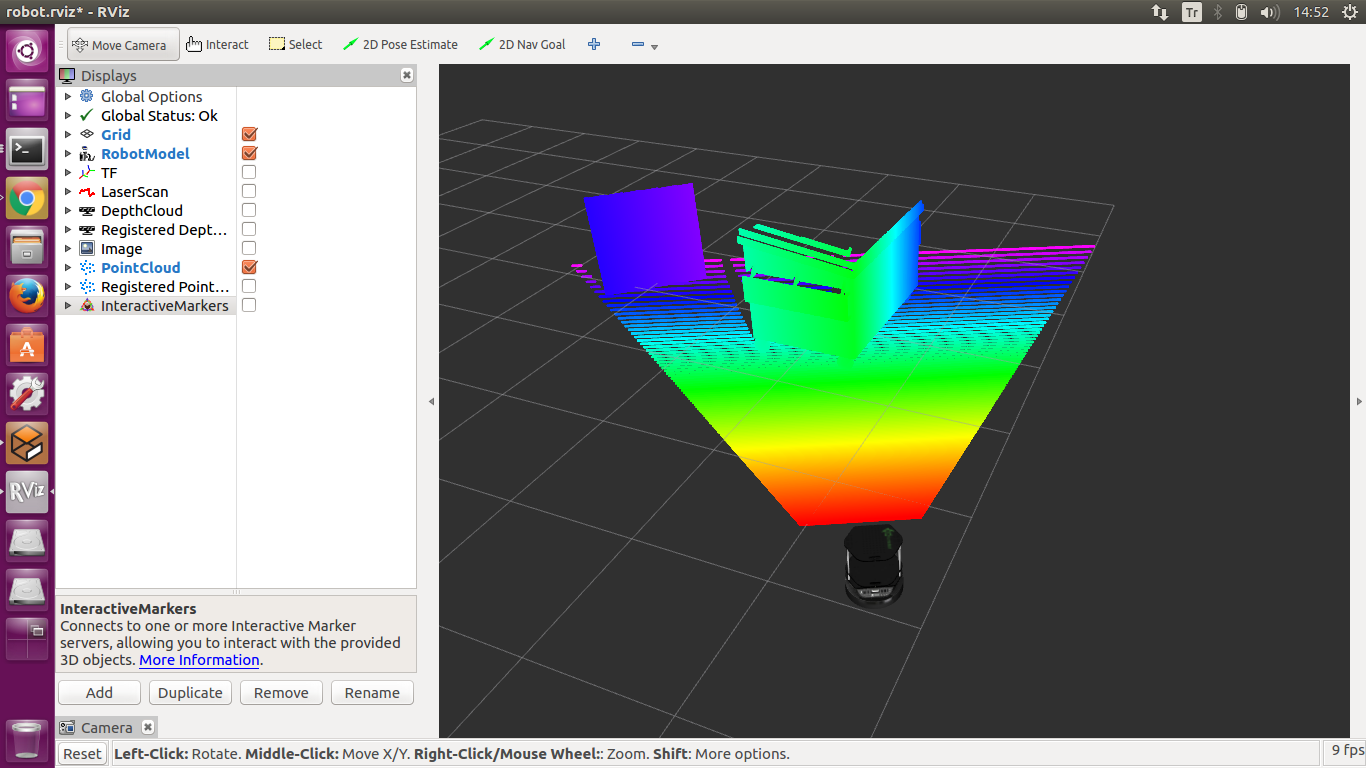 robot.rviz* - RViz
Tr
14:52
Move Camera
Interact
Select
2D Pose Estimate
2D Nav Goal
Displays
Global Options
Global Status: Ok
Grid
RobotModel
TF
LaserScan
DepthCloud
Registered Dept...
Image
PointCloud
Registered Point...
InteractiveMarkers
RViz
InteractiveMarkers
Connects to one or more Interactive Marker
servers, allowing you to interact with the provided
3D objects. More Information.
Add
Duplicate
Remove
Rename
Camera
Reset
Left-Click: Rotate. Middle-Click: Move X/Y. Right-Click/Mouse Wheel:: Zoom. Shift: More options.
9 fps